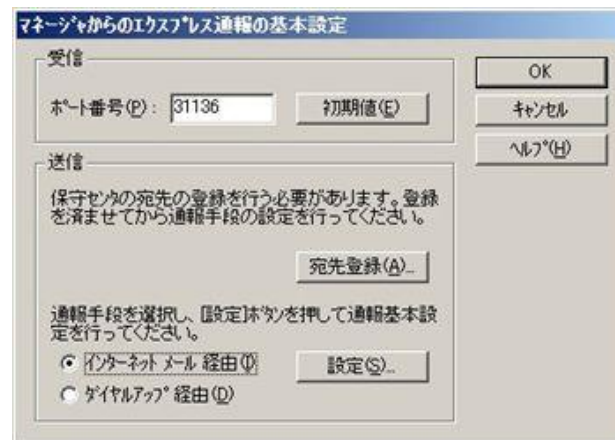 マネージャからのエクスプレス通報の基本設定
受信
ポート番号(P): 31136
初期値(E)
OK
キャンセル
ヘルプ(H)
送信
保守センタの宛先の登録を行う必要があります。登録
を済ませてから通報手段の設定を行ってください。
宛先登録(A)...
通報手段を選択し、[設定]ボタンを押して通報基本設
定を行ってください。
インターネット メール 経由(I)
設定(S)...
ダイヤルアップ 経由(D)